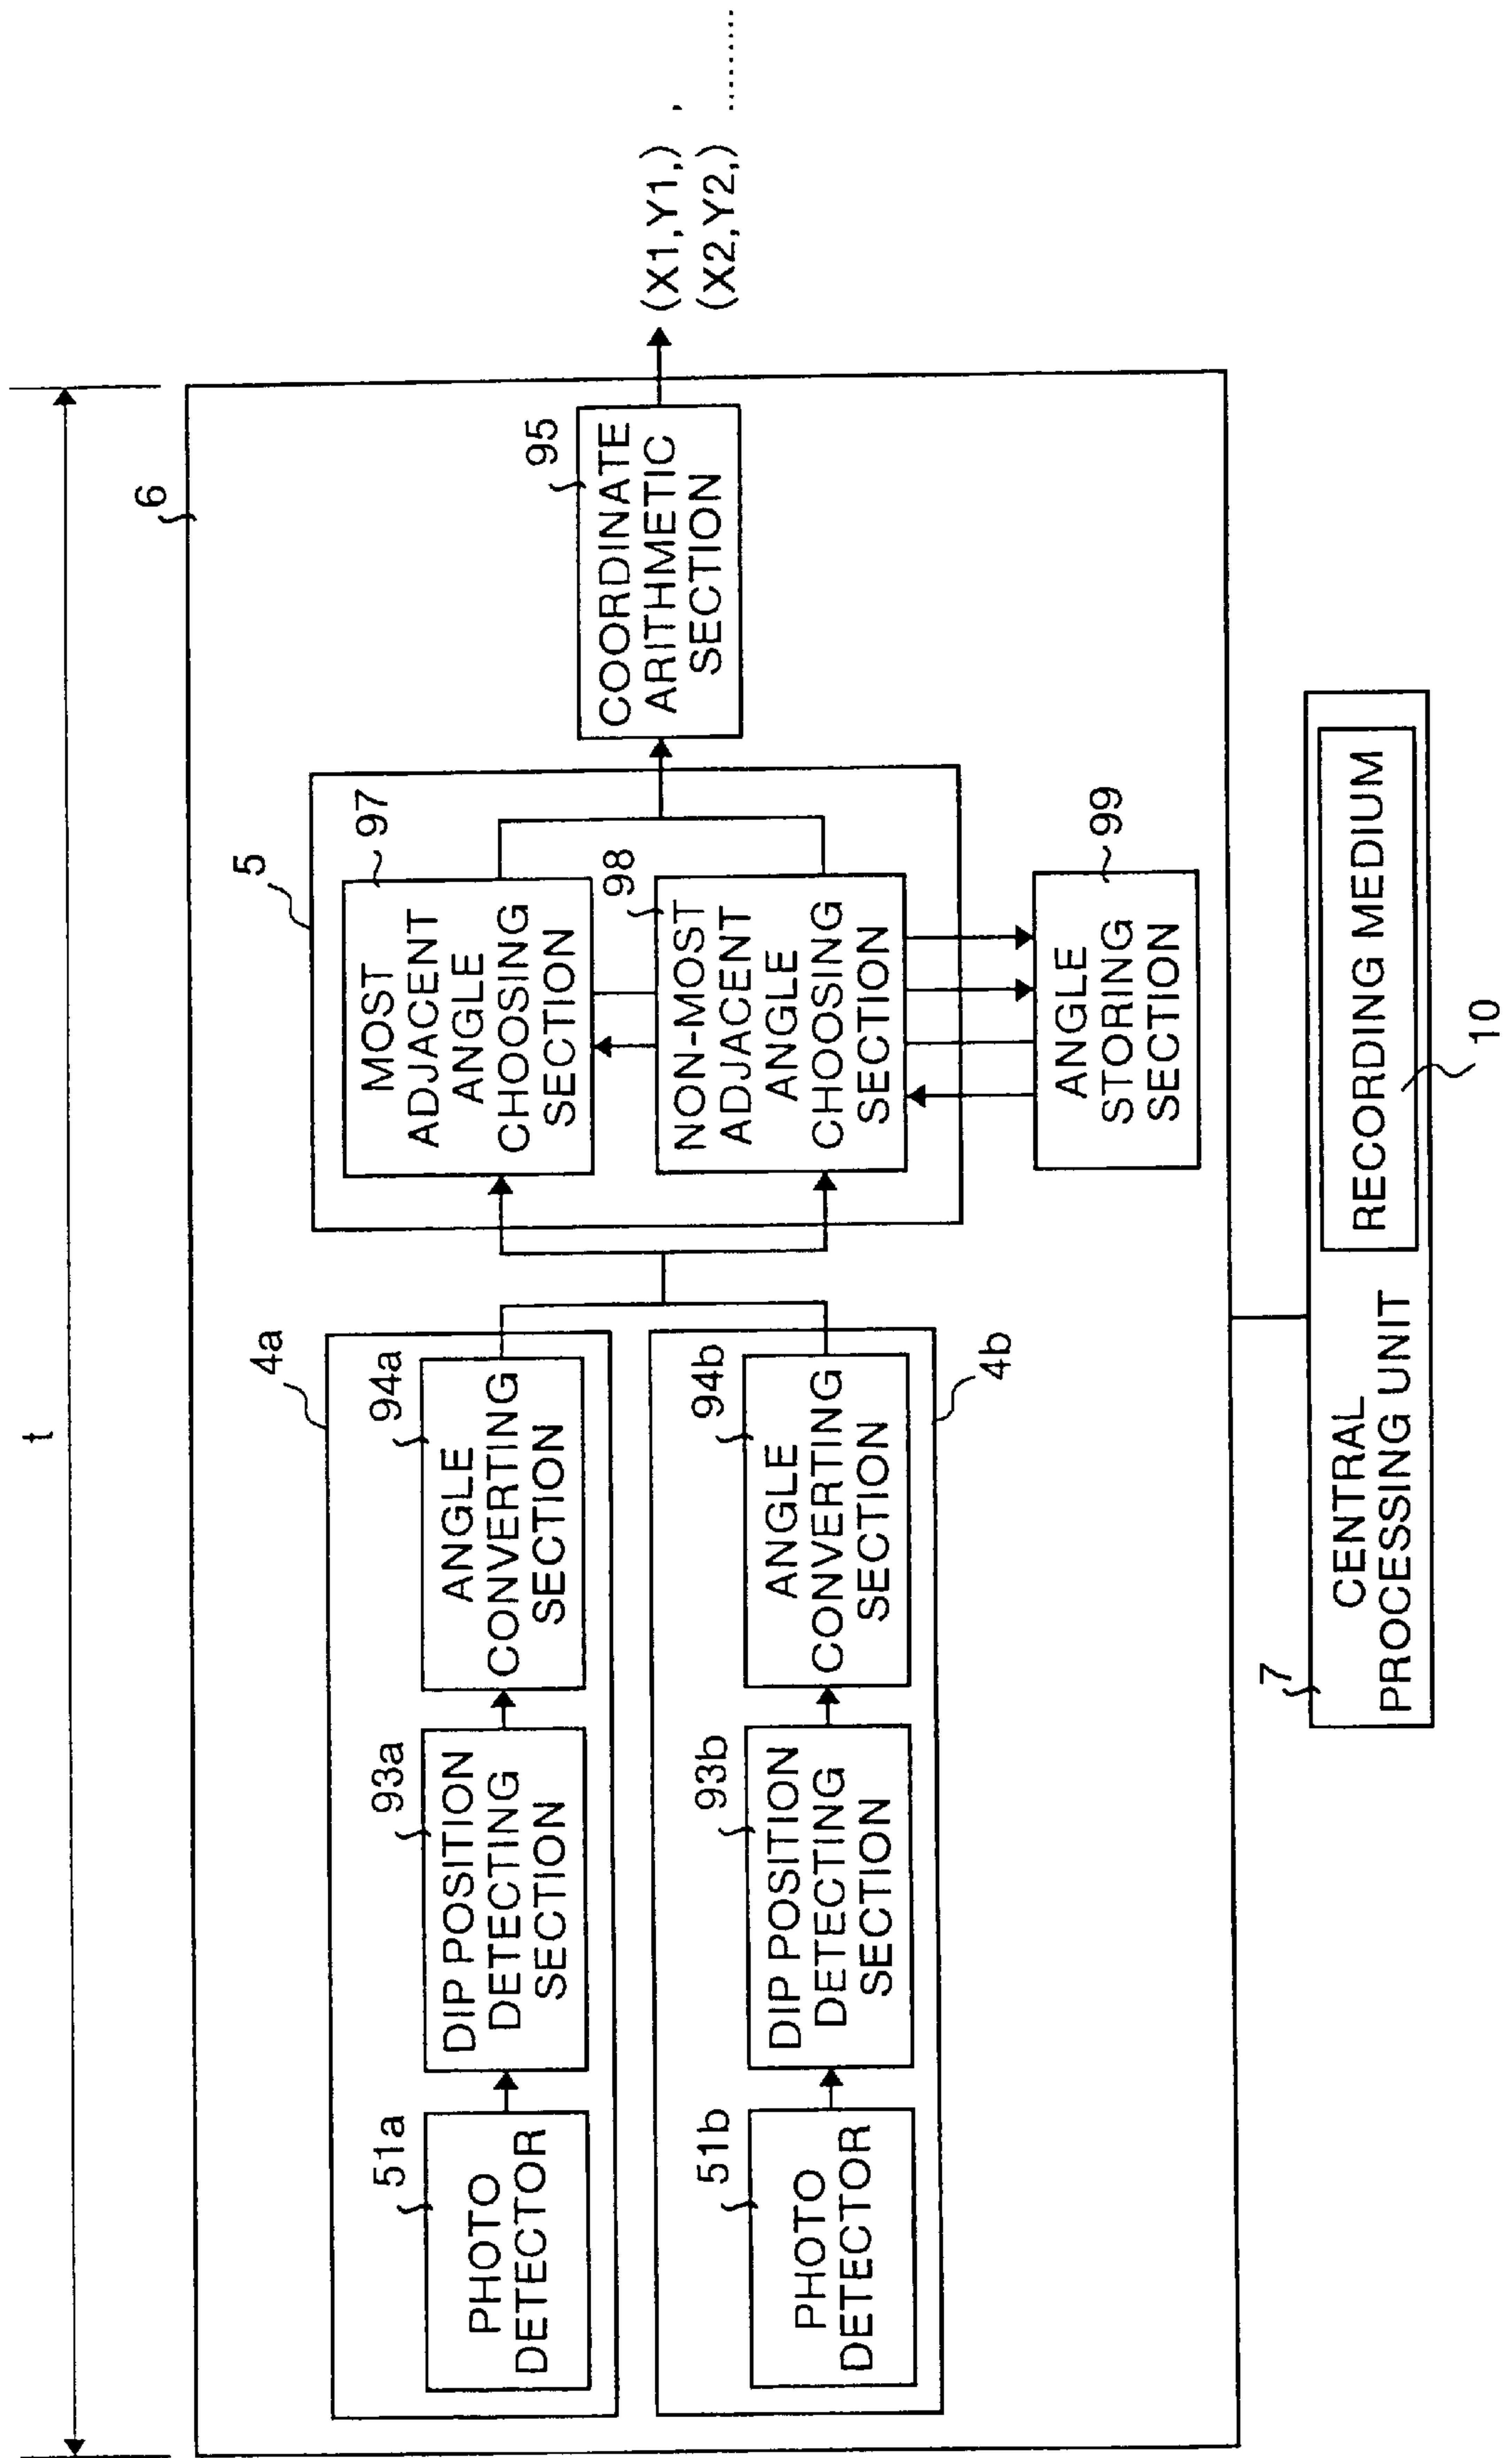 t
6
4a
51a
PHOTO
DETECTOR
93a
DIP POSITION
DETECTING
SECTION
94a
ANGLE
CONVERTING
SECTION
4b
51b
PHOTO
DETECTOR
93b
DIP POSITION
DETECTING
SECTION
94b
ANGLE
CONVERTING
SECTION
5
97
MOST
ADJACENT
ANGLE
CHOOSING
SECTION
98
NON-MOST
ADJACENT
ANGLE
CHOOSING
SECTION
99
ANGLE
STORING
SECTION
95
COORDINATE
ARITHMETIC
SECTION
(X1,Y1,) ,
(X2,Y2,) ........
7
CENTRAL
PROCESSING UNIT
RECORDING MEDIUM
10